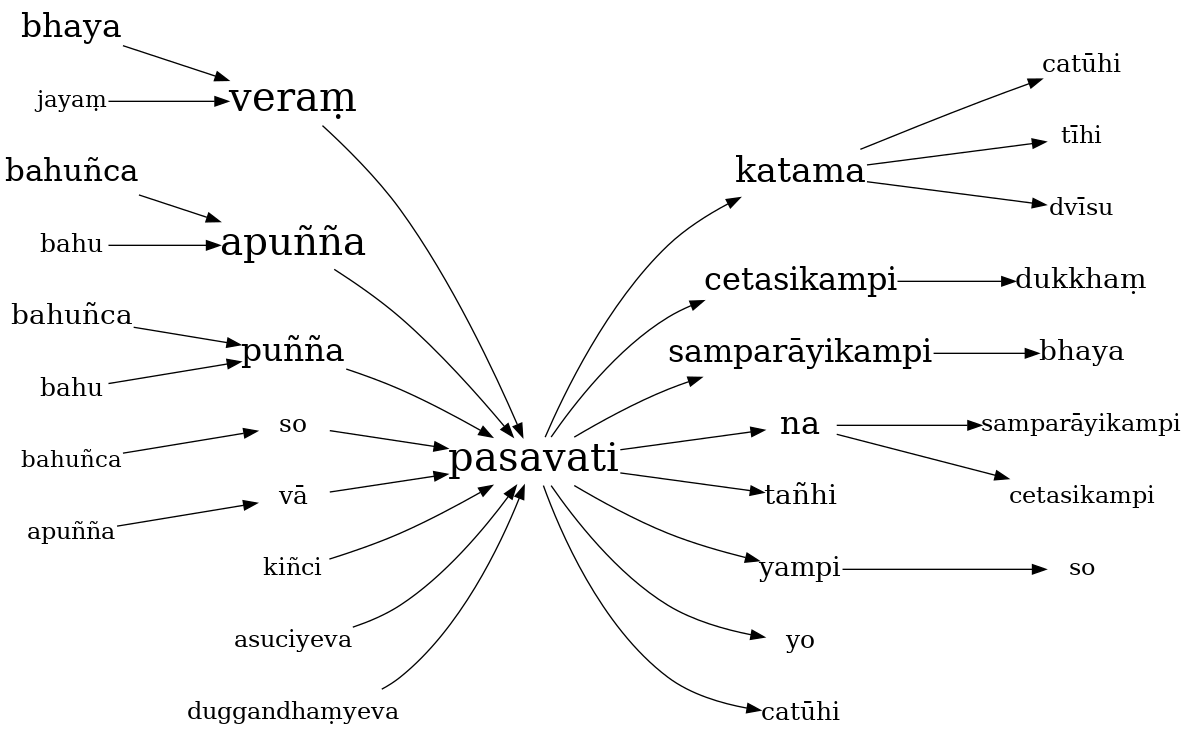 bhaya
jayaṃ
veraṃ
bahuñca
bahu
apuñña
bahuñca
bahu
puñña
bahuñca
so
apuñña
vā
kiñci
asuciyeva
duggandhaṃyeva
pasavati
katama
catūhi
tīhi
dvīsu
cetasikampi
dukkhaṃ
samparāyikampi
bhaya
na
samparāyikampi
cetasikampi
tañhi
yampi
so
yo
catūhi